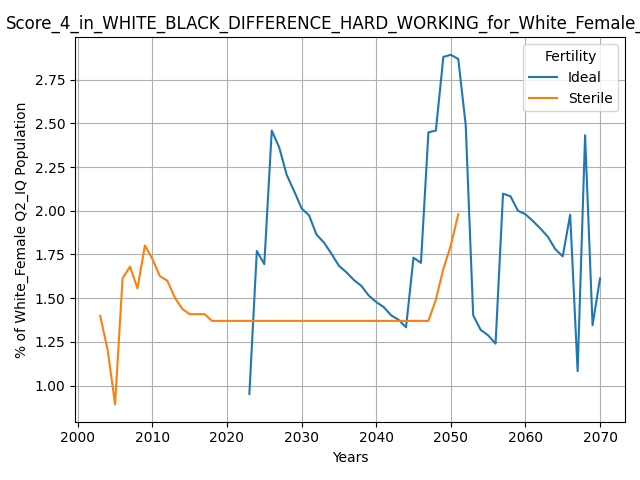 Score_4_in_WHITE_BLACK_DIFFERENCE_HARD_WORKING_for_White_Female_
Fertility
Ideal
Sterile
% of White_Female Q2_IQ Population
2.75
2.50
2.25
2.00
1.75
1.50
1.25
1.00
2000 2010 2020 2030 2040 2050 2060 2070
Years